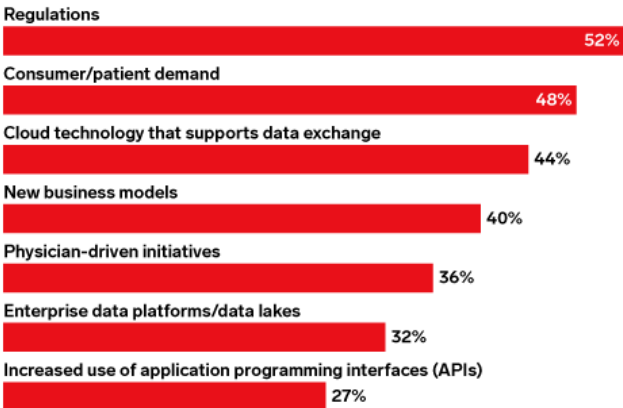 Regulations
52%
Consumer/patient demand
48%
Cloud technology that supports data exchange
44%
New business models
40%
Physician-driven initiatives
36%
Enterprise data platforms/data lakes
32%
Increased use of application programming interfaces (APIs)
27%